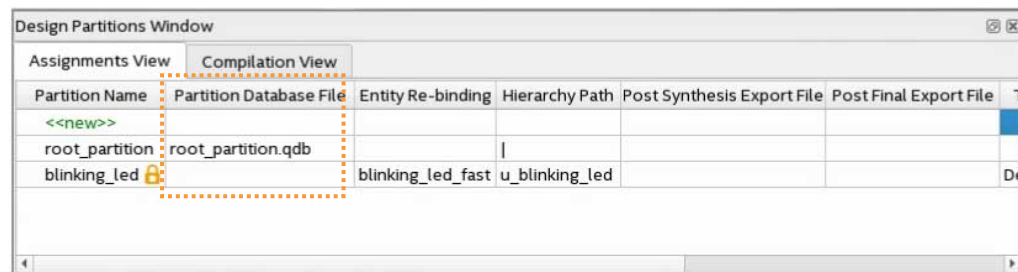 Design Partitions Window
Assignments View Compilation View
Partition Name Partition Database File Entity Re-binding Hierarchy Path Post Synthesis Export File Post Final Export File
<<new>>
root_partition root_partition.qdb |
blinking_led blinking_led_fast u_blinking_led